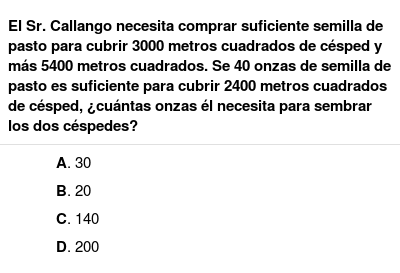 El Sr. Callango necesita comprar suficiente semilla de
pasto para cubrir 3000 metros cuadrados de césped y
más 5400 metros cuadrados. Se 40 onzas de semilla de
pasto es suficiente para cubrir 2400 metros cuadrados
de césped, ¿cuántas onzas él necesita para sembrar
los dos céspedes?
A. 30
B. 20
C. 140
D. 200